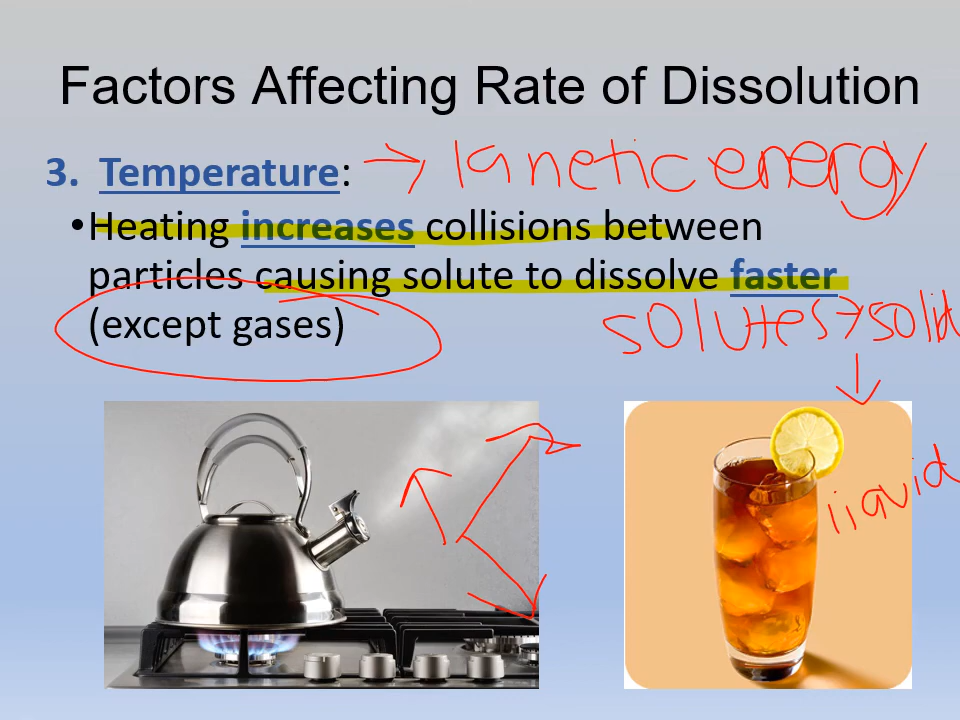 Factors Affecting Rate of Dissolution
3. Temperature: → kinetic energy
•Heating increases collisions between
particles causing solute to dissolve faster
(except gases)
solutes → solid
↓
liquid